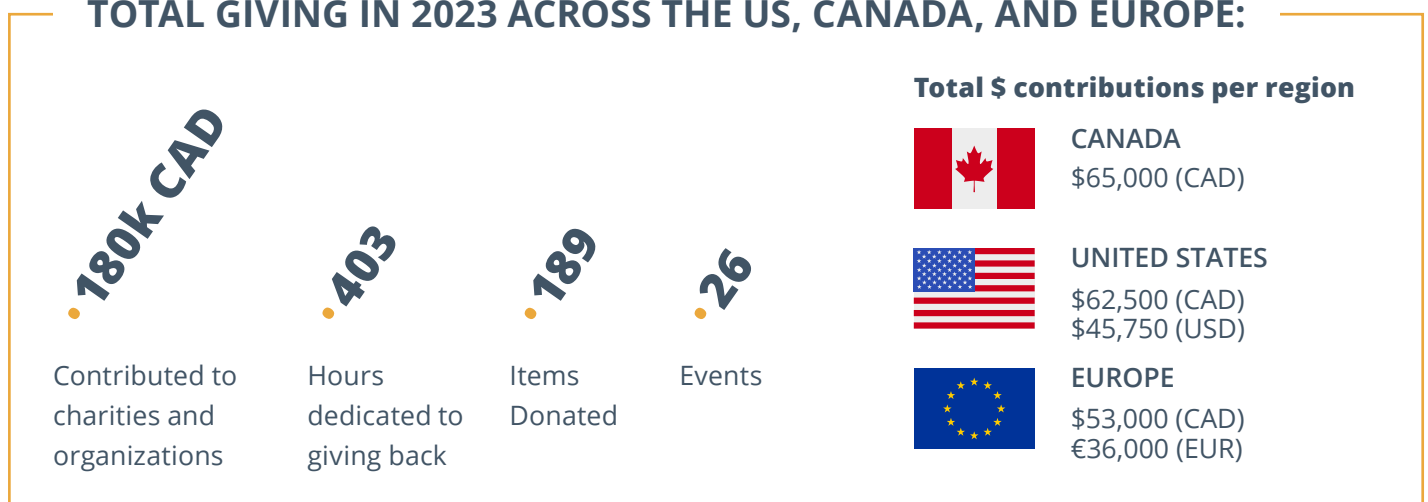 TOTAL GIVING IN 2023 ACROSS THE US, CANADA, AND EUROPE:
180k CAD
Contributed to
charities and
organizations
403
Hours
dedicated to
giving back
189
Items
Donated
26
Events
Total $ contributions per region
CANADA
$65,000 (CAD)
UNITED STATES
$62,500 (CAD)
$45,750 (USD)
EUROPE
$53,000 (CAD)
€36,000 (EUR)